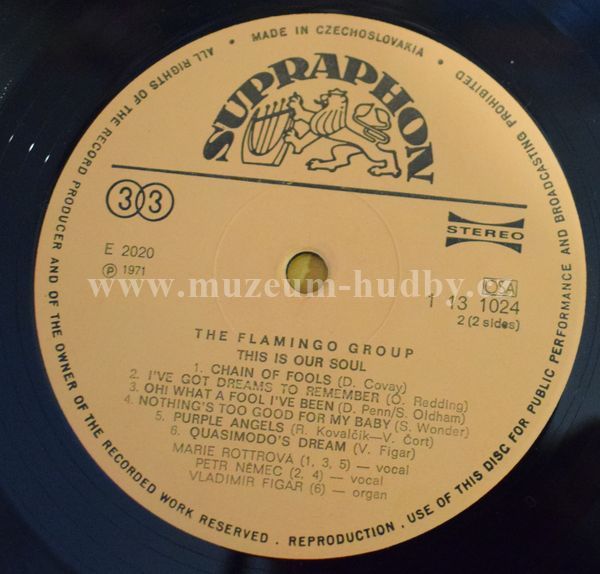 ALL RIGHTS OF THE RECORD PRODUCER AND OF THE OWNER OF THE RECORDED WORK RESERVED . REPRODUCTION . USE OF THIS DISC FOR PUBLIC PERFORMANCE AND BROADCASTING PROHIBITED
• MADE IN CZECHOSLOVAKIA •
SUPRAPHON
33
STEREO
E 2020
Ⓟ 1971
OSA
1 13 1024
2 (2 sides)
www.muzeum-hudby.cz
THE FLAMINGO GROUP
THIS IS OUR SOUL
1. CHAIN OF FOOLS (D. Covay)
2. I'VE GOT DREAMS TO REMEMBER (O. Redding)
3. OH! WHAT A FOOL I'VE BEEN (D. Penn/S. Oldham)
4. NOTHING'S TOO GOOD FOR MY BABY (S. Wonder)
5. PURPLE ANGELS (R. Kovalčík—V. Čort)
6. QUASIMODO'S DREAM (V. Figar)
MARIE ROTTROVÁ (1, 3, 5) — vocal
PETR NĚMEC (2, 4) — vocal
VLADIMÍR FIGAR (6) — organ